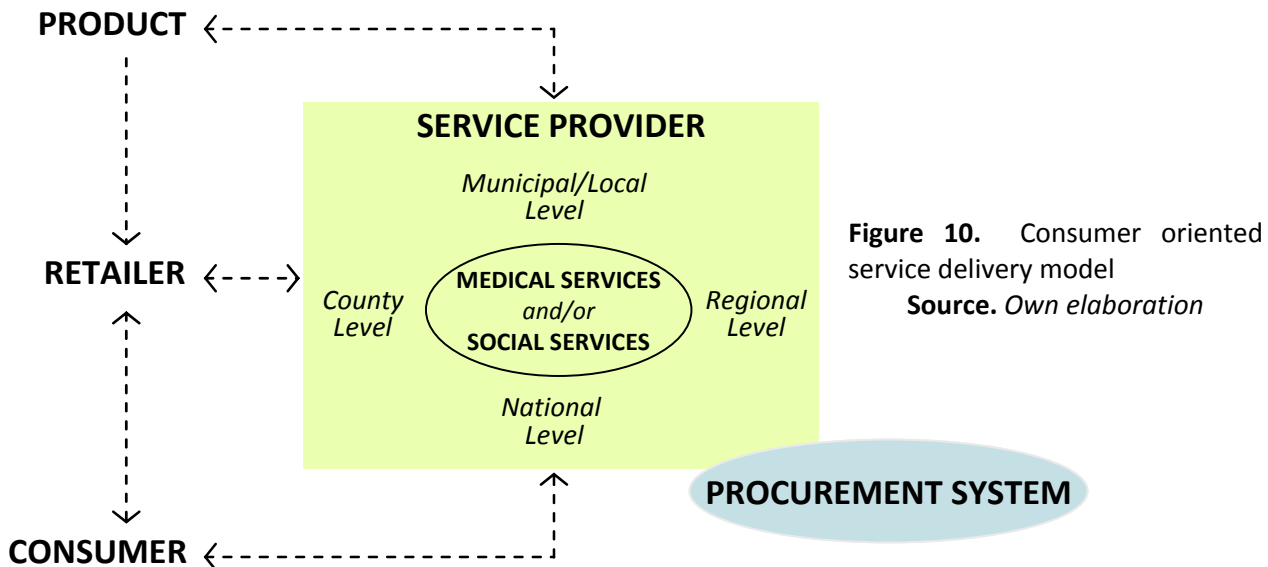 PRODUCT
SERVICE PROVIDER
Municipal/Local
Level
RETAILER
County
Level
MEDICAL SERVICES
and/or
SOCIAL SERVICES
Regional
Level
National
Level
PROCUREMENT SYSTEM
CONSUMER
Figure 10. Consumer oriented
service delivery model
Source. Own elaboration